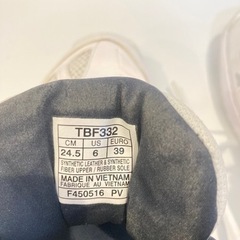 TBF332
CM US EURO
24.5 6 39
SYNTHETIC LEATHER & SYNTHETIC
FIBER UPPER / RUBBER SOLE
MADE IN VIETNAM
FABRIQUE AU VIETNAM
F450516 PV